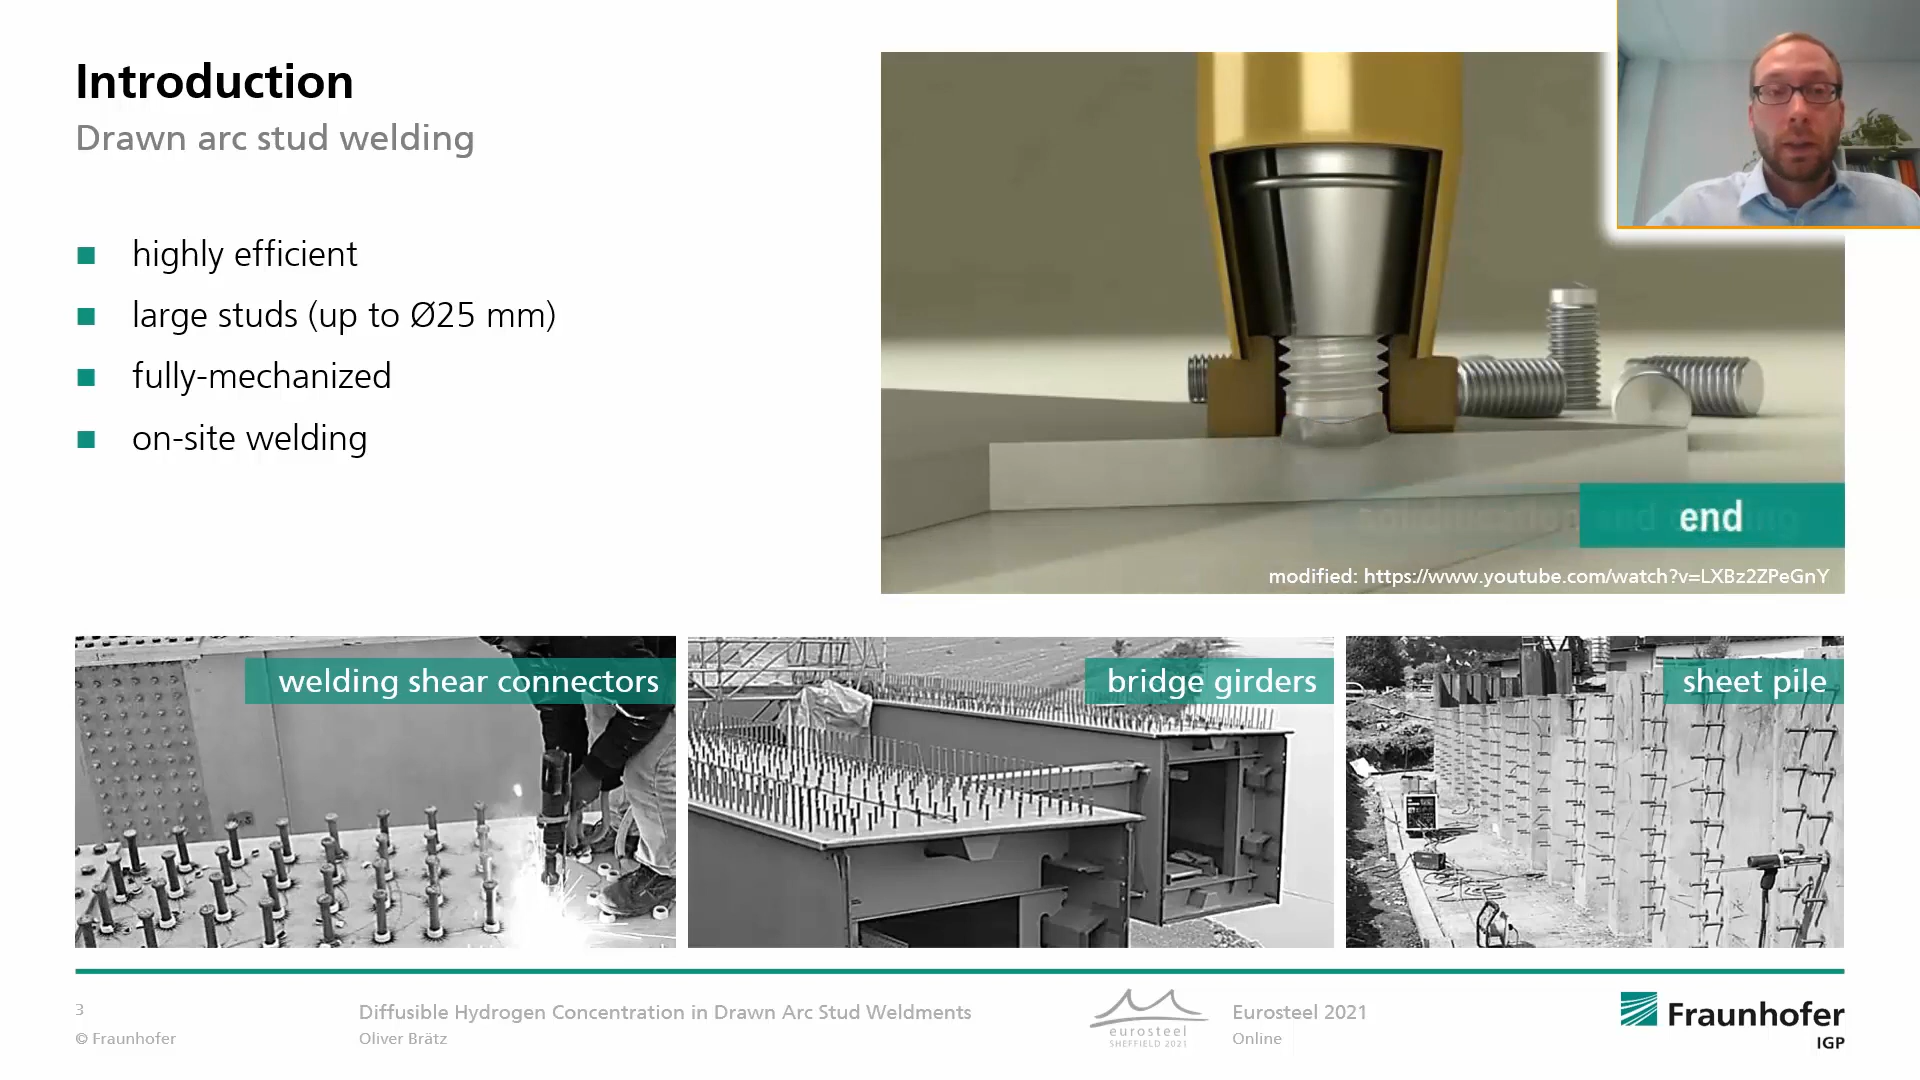 Introduction
Drawn arc stud welding
highly efficient
large studs (up to Ø25 mm)
fully-mechanized
on-site welding
end
modified: https://www.youtube.com/watch?v=LXBz2ZPeGnY
welding shear connectors
bridge girders
sheet pile
3
© Fraunhofer
Diffusible Hydrogen Concentration in Drawn Arc Stud Weldments
Oliver Brätz
eurosteel
SHEFFIELD 2021
Eurosteel 2021
Online
Fraunhofer
IGP